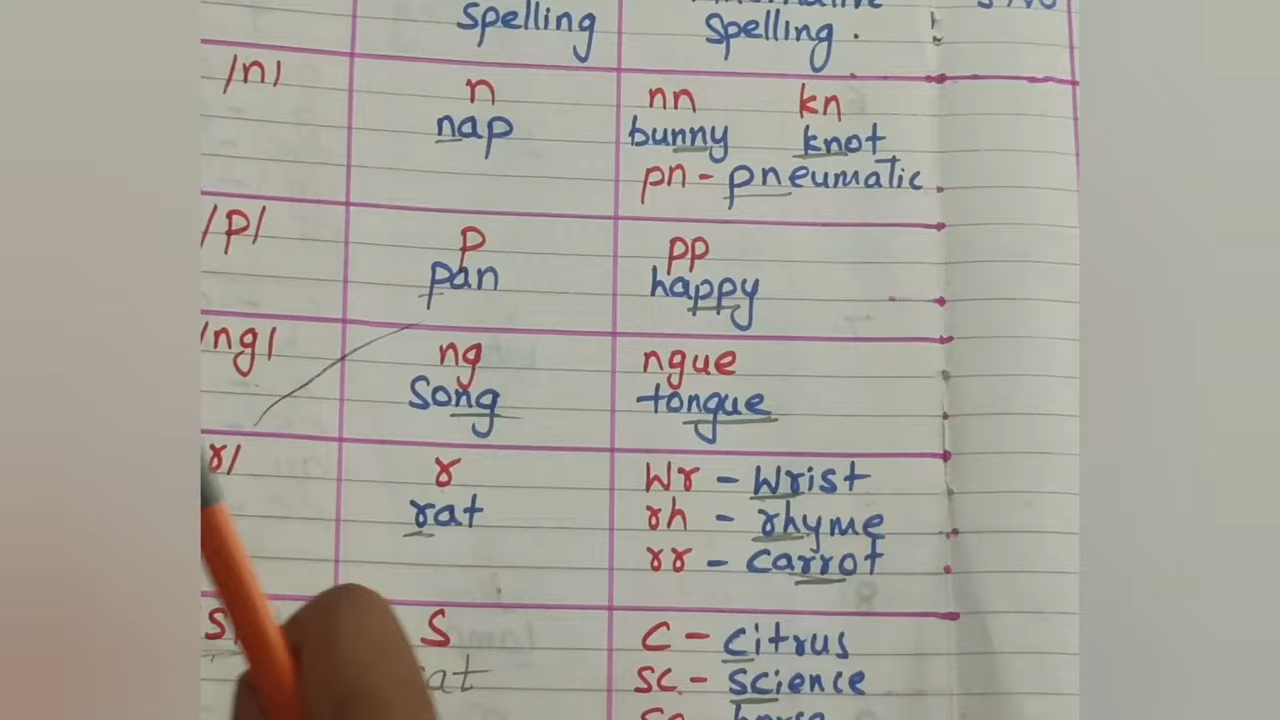 spelling
spelling.
/n/
n
nap
nn kn
bunny knot
pn - pneumatic
/p/
p
pan
pp
happy
/ng/
ng
song
ngue
tongue
r/
r
rat
wr - wrist
rh - rhyme
rr - carrot
S
S
C - citrus
sc - science